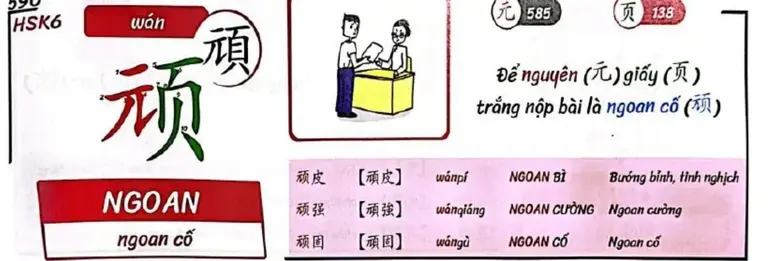 590
HSK6
wán
頑
顽
NGOAN
ngoan cố
元 585
页 138
Để nguyên (元) giấy (页)
trắng nộp bài là ngoan cố (顽)
顽皮 【頑皮】 wánpí NGOAN BÌ Bướng bỉnh, tinh nghịch
顽强 【頑強】 wánqiáng NGOAN CƯỜNG Ngoan cường
顽固 【頑固】 wángù NGOAN CỐ Ngoan cố